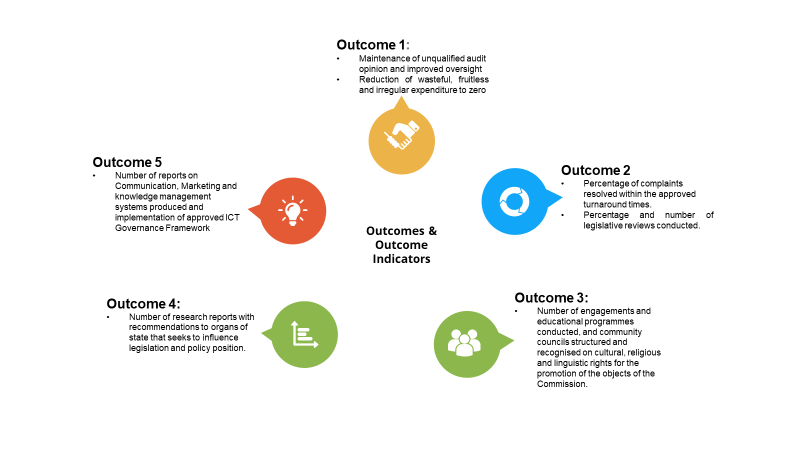 Outcome 1:
• Maintenance of unqualified audit
opinion and improved oversight
• Reduction of wasteful, fruitless
and irregular expenditure to zero
Outcome 2
• Percentage of complaints
resolved within the approved
turnaround times.
• Percentage and number of
legislative reviews conducted.
Outcome 3:
• Number of engagements and
educational programmes
conducted, and community
councils structured and
recognised on cultural, religious
and linguistic rights for the
promotion of the objects of the
Commission.
Outcome 4:
• Number of research reports with
recommendations to organs of
state that seeks to influence
legislation and policy position.
Outcome 5
• Number of reports on
Communication, Marketing and
knowledge management
systems produced and
implementation of approved ICT
Governance Framework
Outcomes &
Outcome
Indicators